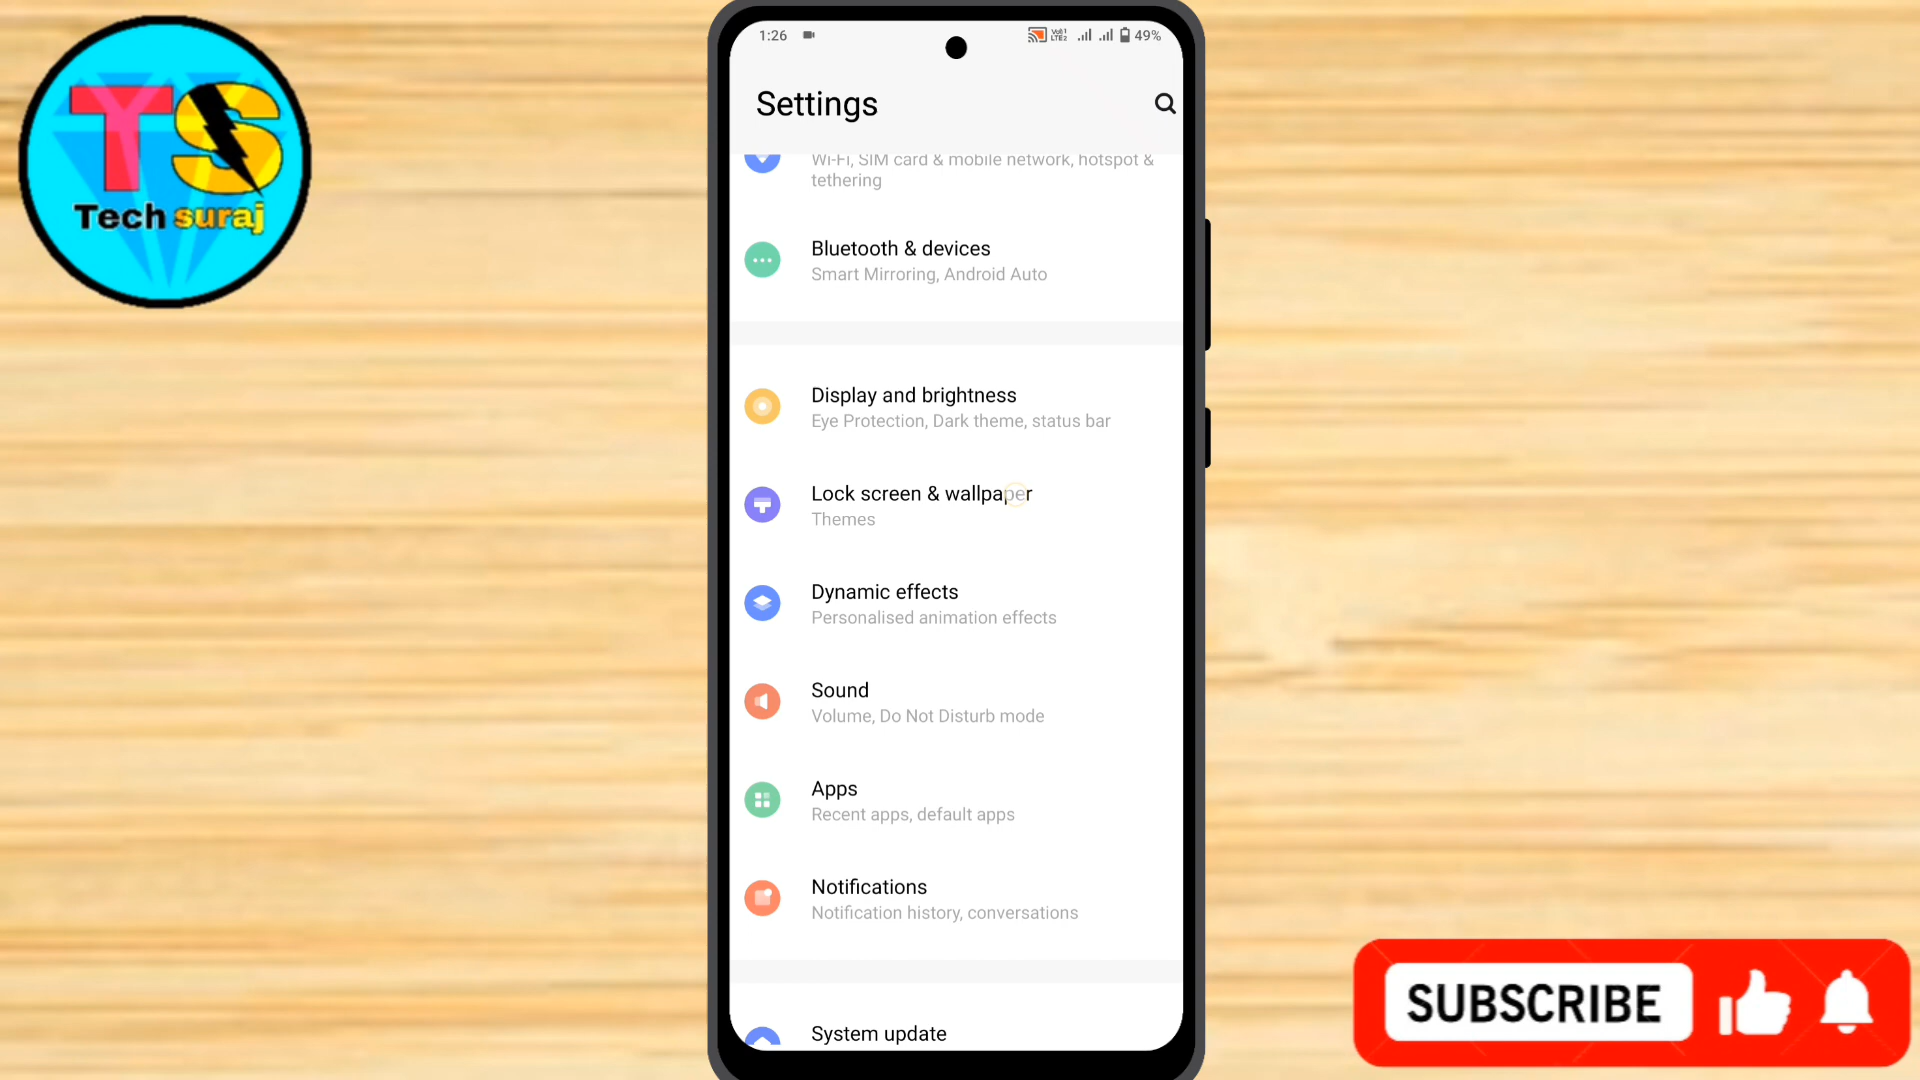 TS
Tech suraj
1:26
Vo)) 1
LTE2
49%
Settings
Wi-Fi, SIM card & mobile network, hotspot &
tethering
Bluetooth & devices
Smart Mirroring, Android Auto
Display and brightness
Eye Protection, Dark theme, status bar
Lock screen & wallpaper
Themes
Dynamic effects
Personalised animation effects
Sound
Volume, Do Not Disturb mode
Apps
Recent apps, default apps
Notifications
Notification history, conversations
System update
SUBSCRIBE